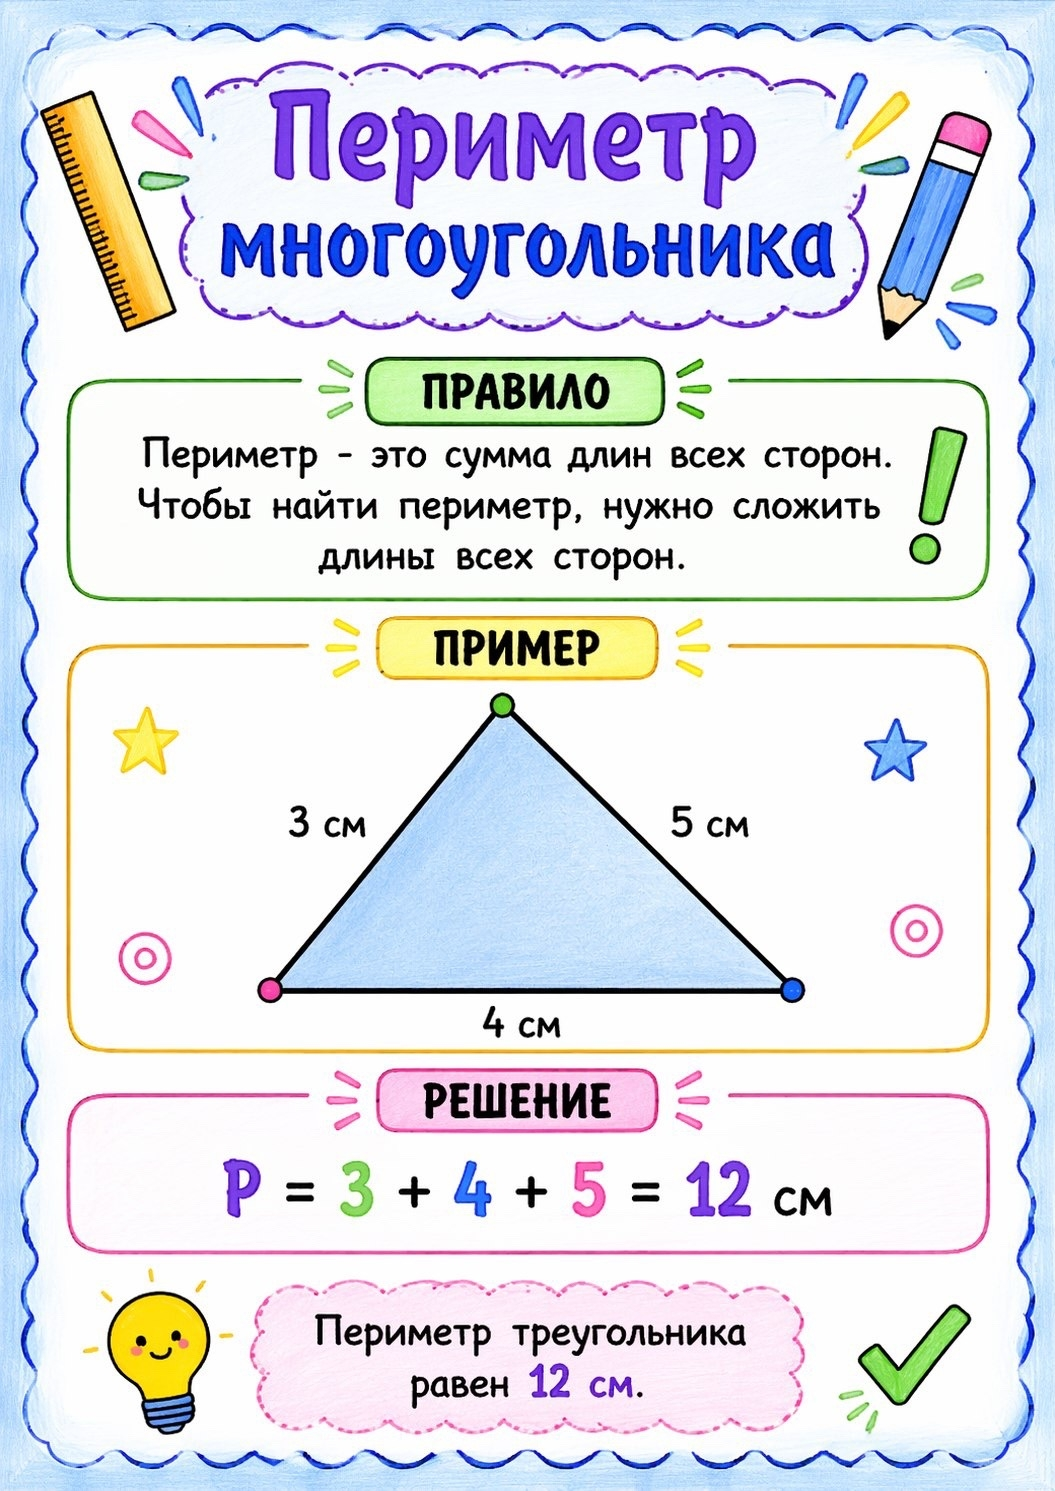 Периметр
многоугольника
ПРАВИЛО
Периметр - это сумма длин всех сторон.
Чтобы найти периметр, нужно сложить
длины всех сторон.
ПРИМЕР
3 см
5 см
4 см
РЕШЕНИЕ
P = 3 + 4 + 5 = 12 см
Периметр треугольника
равен 12 см.